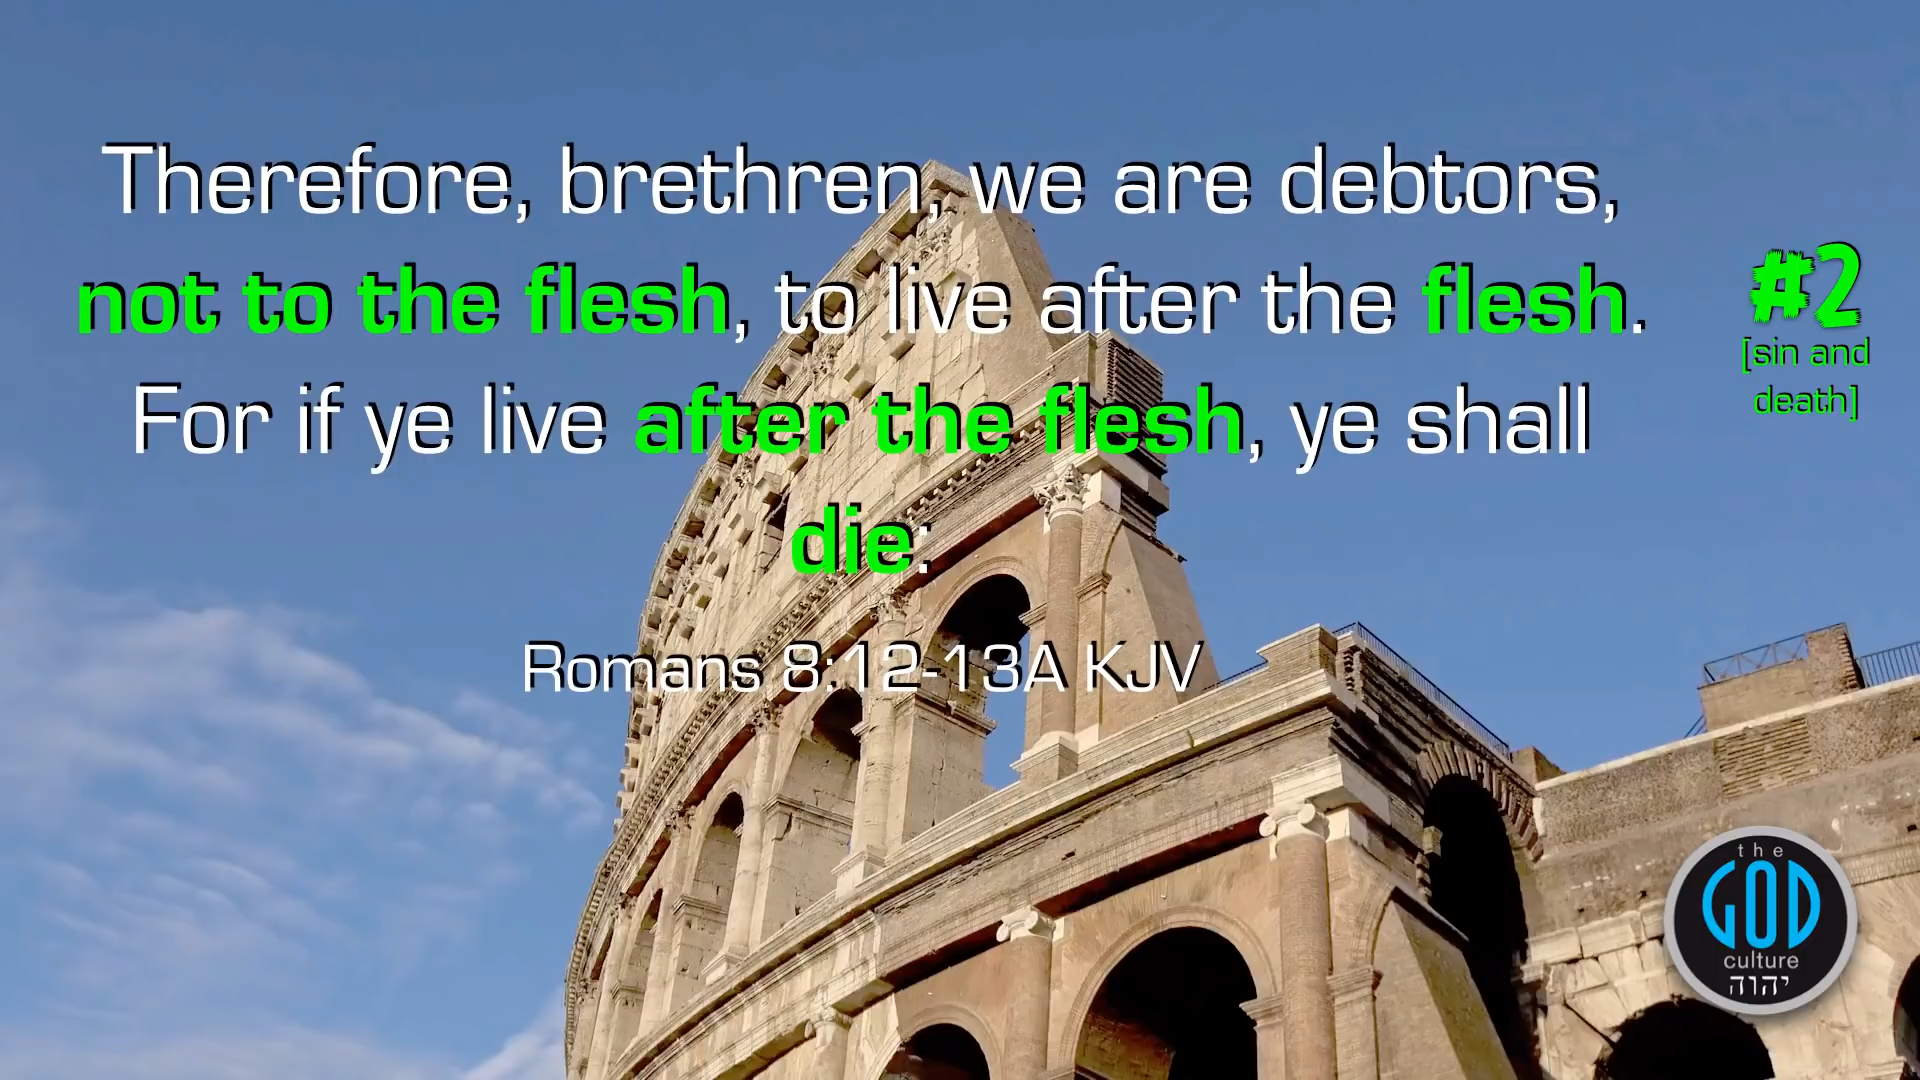 Therefore, brethren, we are debtors,
not to the flesh, to live after the flesh.
For if ye live after the flesh, ye shall
die:
Romans 8:12-13A KJV
#2
[sin and
death]
the
GOD
culture
יהוה